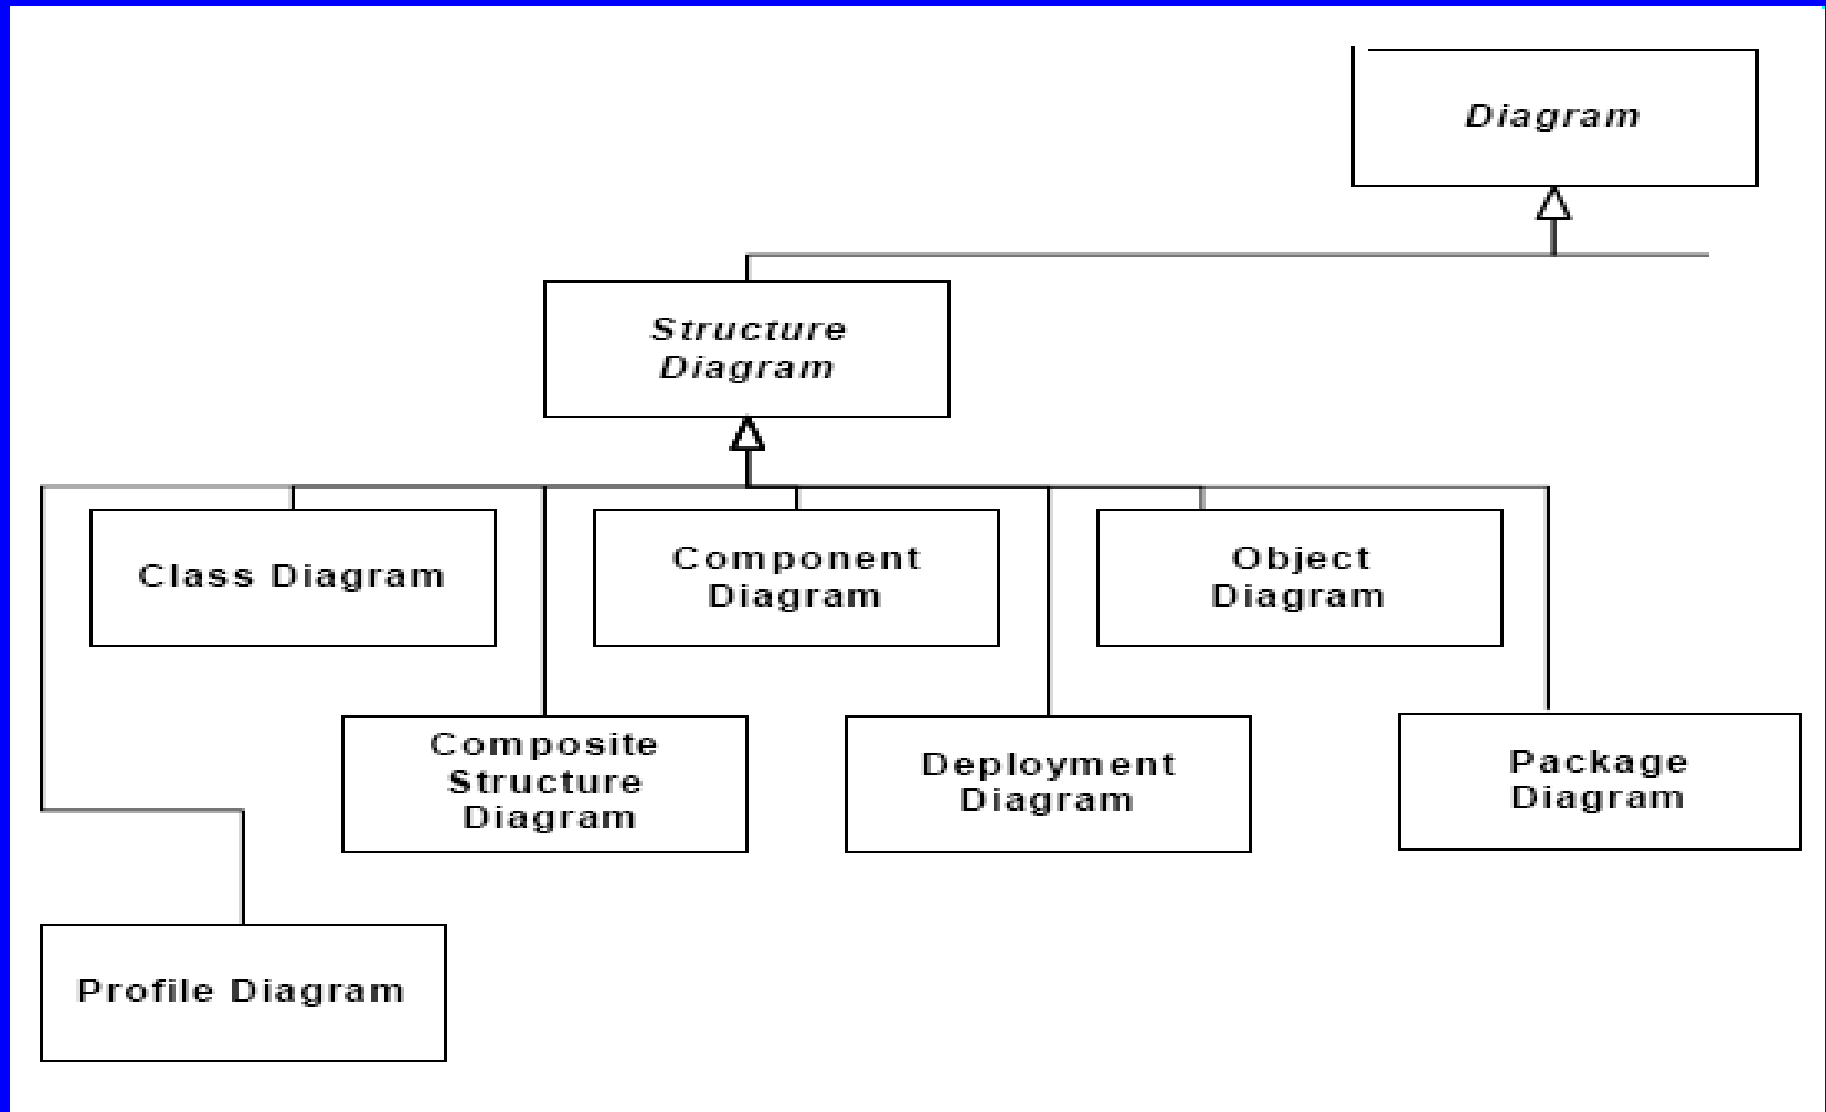 Diagram
Structure
Diagram
Class Diagram
Component
Diagram
Object
Diagram
Composite
Structure
Diagram
Deployment
Diagram
Package
Diagram
Profile Diagram